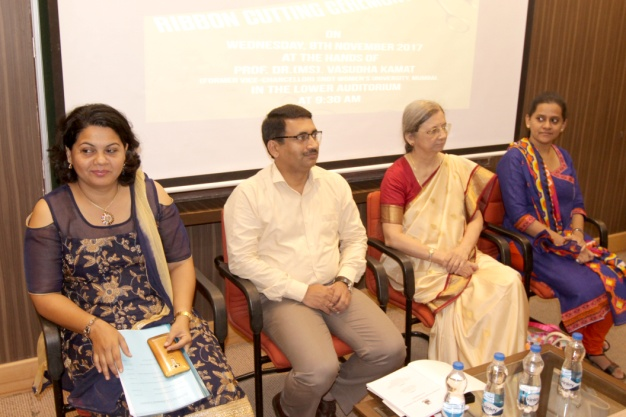 RIBBON CUTTING CEREMONY
ON
WEDNESDAY, 8TH NOVEMBER 2017
AT THE HANDS OF
PROF. DR.(MS). VASUDHA KAMAT
IN THE LOWER AUDITORIUM
AT 9:30 AM